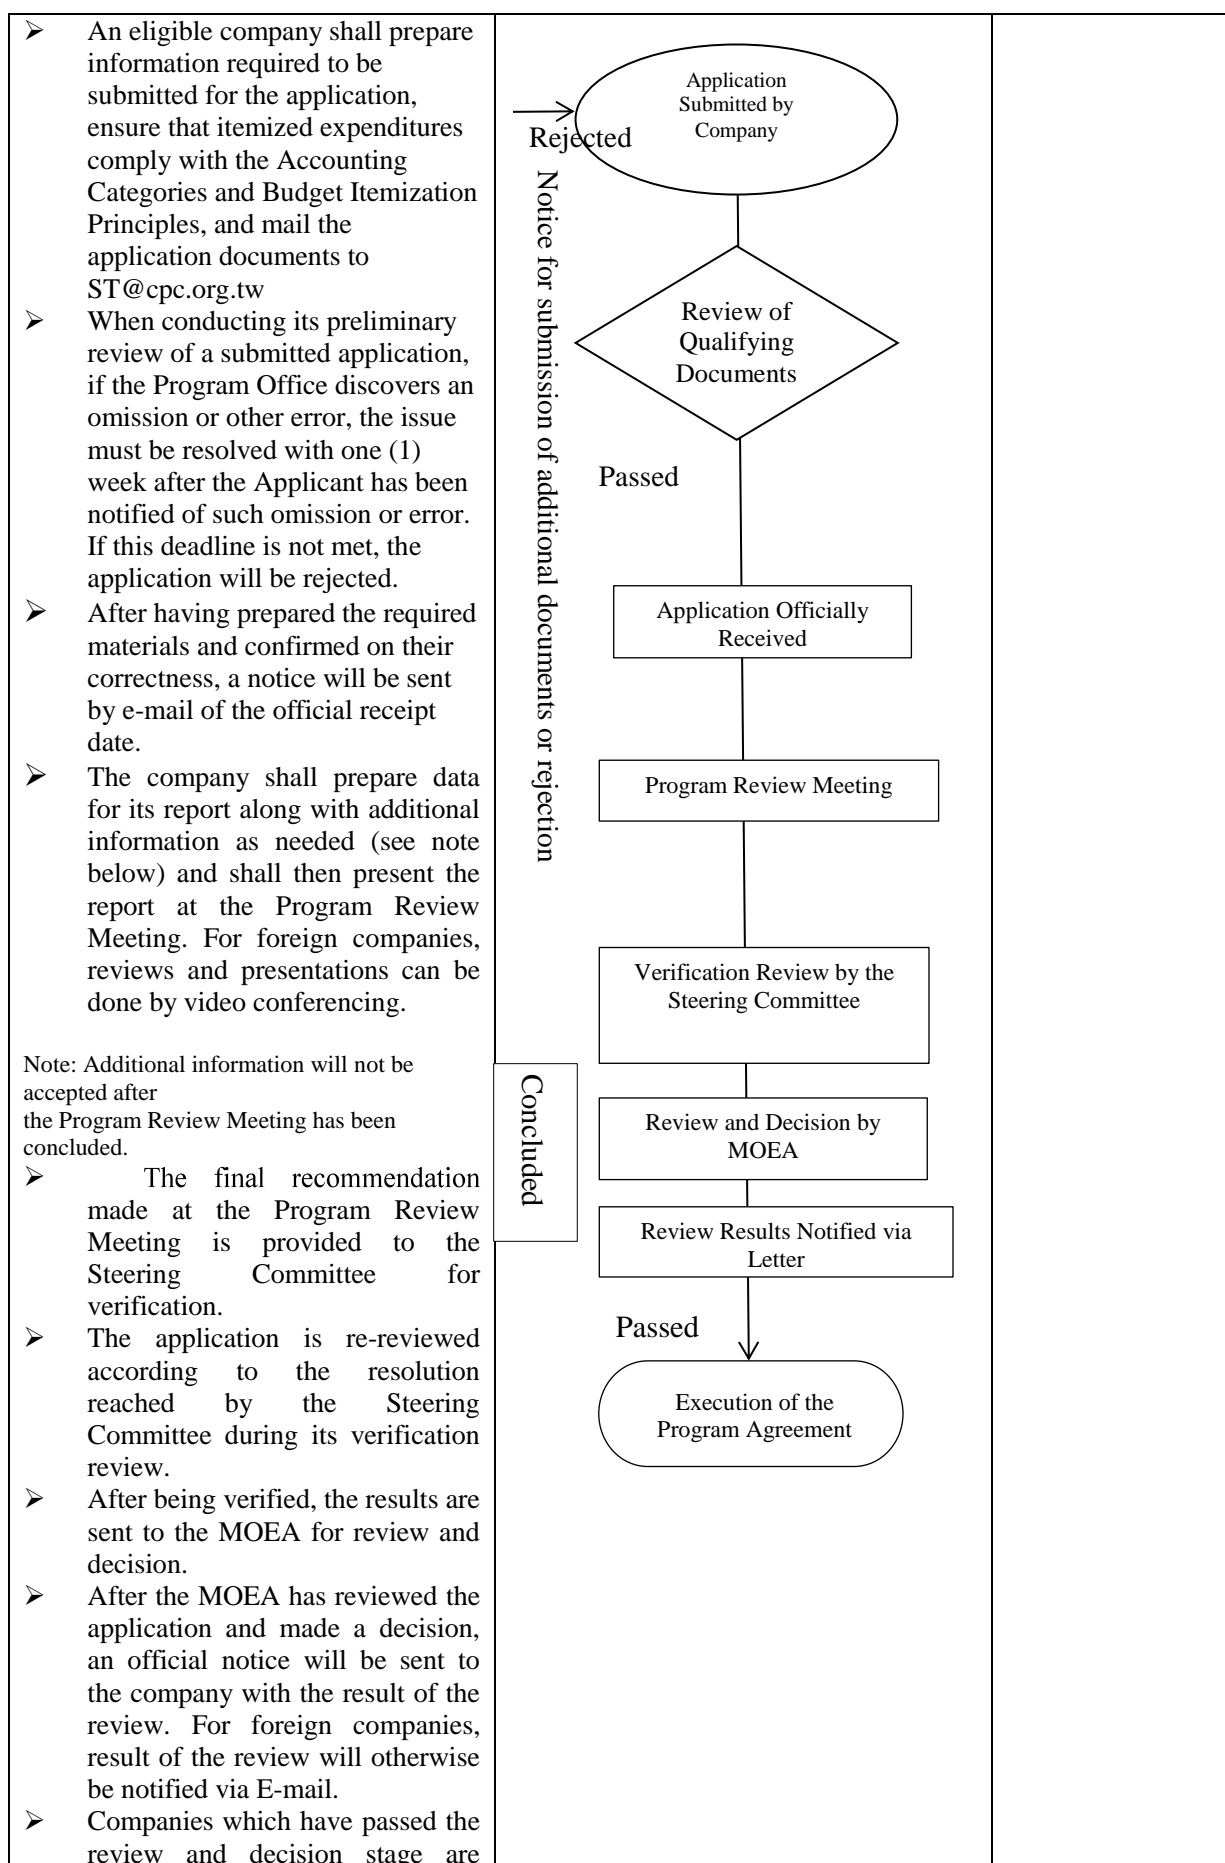 ➢ An eligible company shall prepare
information required to be
submitted for the application,
ensure that itemized expenditures
comply with the Accounting
Categories and Budget Itemization
Principles, and mail the
application documents to
ST@cpc.org.tw
➢ When conducting its preliminary
review of a submitted application,
if the Program Office discovers an
omission or other error, the issue
must be resolved with one (1)
week after the Applicant has been
notified of such omission or error.
If this deadline is not met, the
application will be rejected.
➢ After having prepared the required
materials and confirmed on their
correctness, a notice will be sent
by e-mail of the official receipt
date.
➢ The company shall prepare data
for its report along with additional
information as needed (see note
below) and shall then present the
report at the Program Review
Meeting. For foreign companies,
reviews and presentations can be
done by video conferencing.
Note: Additional information will not be
accepted after
the Program Review Meeting has been
concluded.
➢ The final recommendation
made at the Program Review
Meeting is provided to the
Steering Committee for
verification.
➢ The application is re-reviewed
according to the resolution
reached by the Steering
Committee during its verification
review.
➢ After being verified, the results are
sent to the MOEA for review and
decision.
➢ After the MOEA has reviewed the
application and made a decision,
an official notice will be sent to
the company with the result of the
review. For foreign companies,
result of the review will otherwise
be notified via E-mail.
➢ Companies which have passed the
review and decision stage are
Application
Submitted by
Company
Rejected
Notice for submission of additional documents or rejection
Review of
Qualifying
Documents
Passed
Application Officially
Received
Program Review Meeting
Verification Review by the
Steering Committee
Concluded
Review and Decision by
MOEA
Review Results Notified via
Letter
Passed
Execution of the
Program Agreement